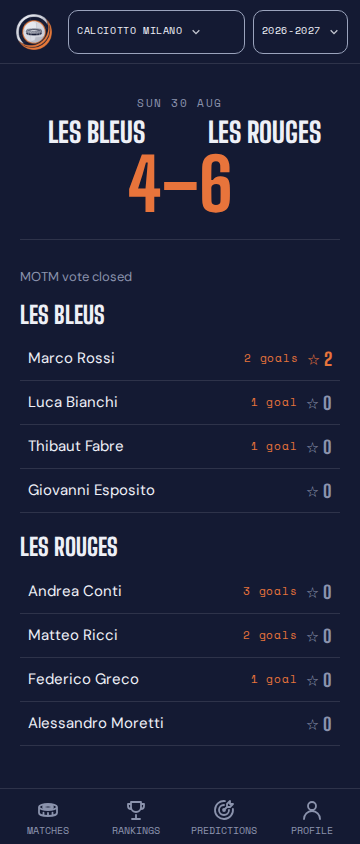 CALCIOTTO MILANO
2026-2027
SUN 30 AUG
LES BLEUS LES ROUGES
4–6
MOTM vote closed
LES BLEUS
Marco Rossi 2 goals ☆ 2
Luca Bianchi 1 goal ☆ 0
Thibaut Fabre 1 goal ☆ 0
Giovanni Esposito ☆ 0
LES ROUGES
Andrea Conti 3 goals ☆ 0
Matteo Ricci 2 goals ☆ 0
Federico Greco 1 goal ☆ 0
Alessandro Moretti ☆ 0
MATCHES RANKINGS PREDICTIONS PROFILE